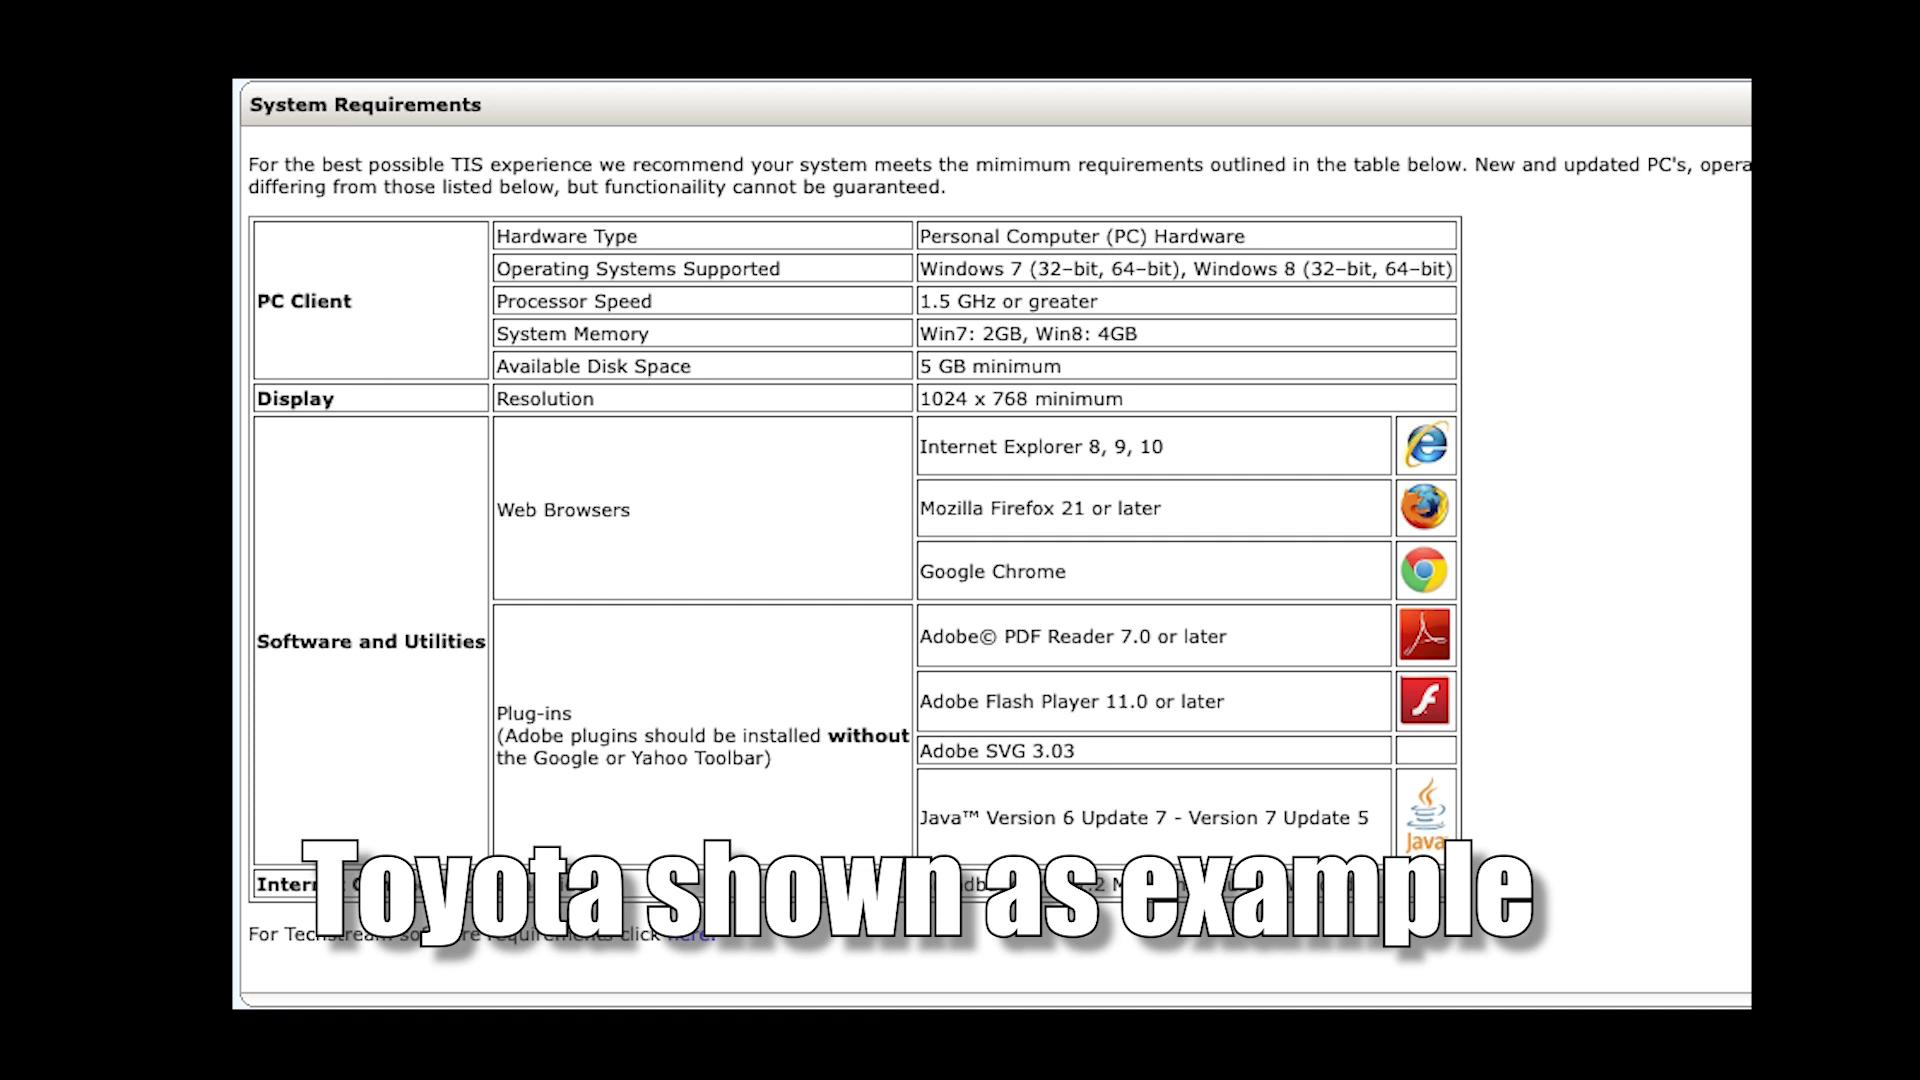 System Requirements
For the best possible TIS experience we recommend your system meets the mimimum requirements outlined in the table below. New and updated PC's, opera
differing from those listed below, but functionaility cannot be guaranteed.
PC Client
Hardware Type
Personal Computer (PC) Hardware
Operating Systems Supported
Windows 7 (32-bit, 64-bit), Windows 8 (32-bit, 64-bit)
Processor Speed
1.5 GHz or greater
System Memory
Win7: 2GB, Win8: 4GB
Available Disk Space
5 GB minimum
Display
Resolution
1024 x 768 minimum
Software and Utilities
Web Browsers
Internet Explorer 8, 9, 10
Mozilla Firefox 21 or later
Google Chrome
Plug-ins
(Adobe plugins should be installed without
the Google or Yahoo Toolbar)
Adobe© PDF Reader 7.0 or later
Adobe Flash Player 11.0 or later
Adobe SVG 3.03
Java™ Version 6 Update 7 - Version 7 Update 5
Java
Toyota shown as example
For Techstream software requirements click here.